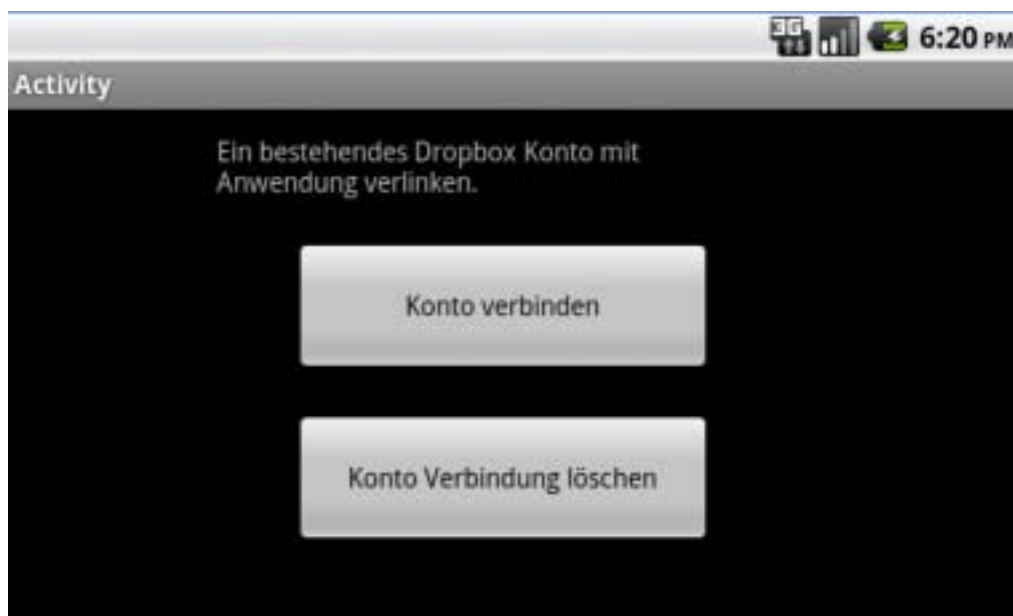 6:20 PM
Activity
Ein bestehendes Dropbox Konto mit
Anwendung verlinken.
Konto verbinden
Konto Verbindung löschen